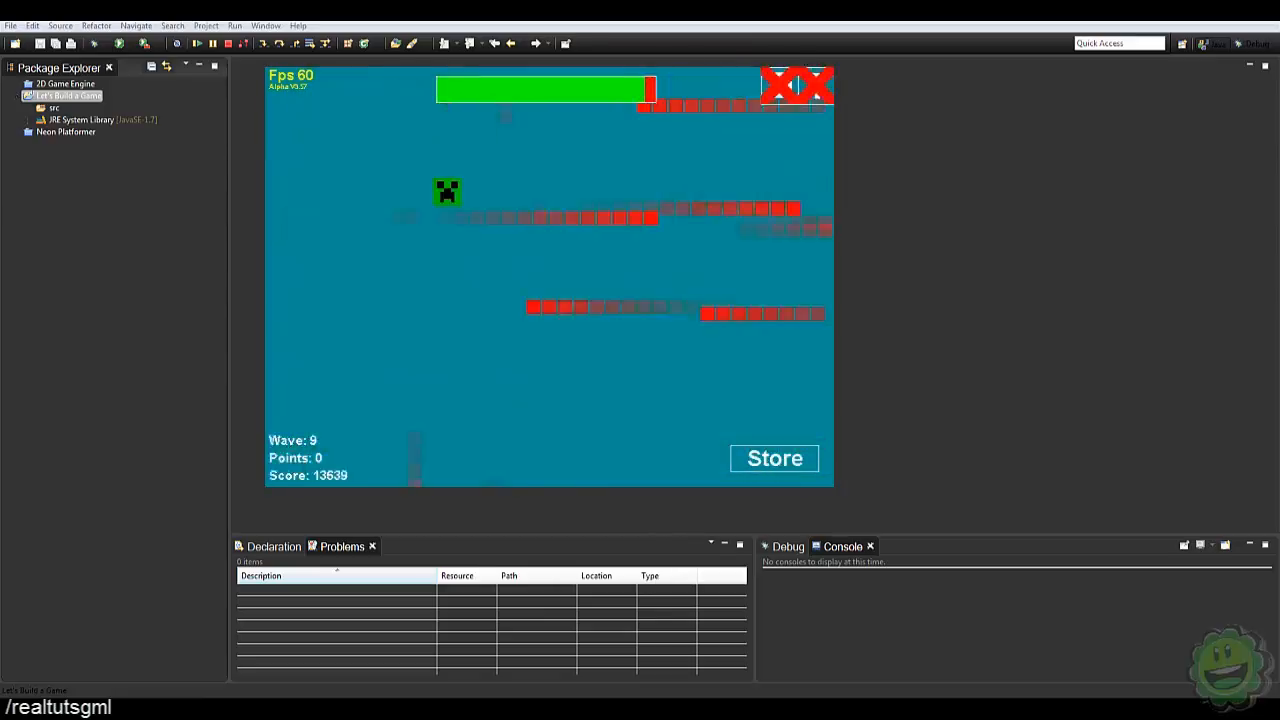 File Edit Source Refactor Navigate Search Project Run Window Help
Quick Access
Debug
Package Explorer
2D Game Engine
Let's Build a Game
src
JRE System Library [JavaSE-1.7]
Neon Platformer
Fps 60
Alpha V3.57
Wave: 9
Points: 0
Score: 13639
Store
Declaration Problems
0 items
Description Resource Path Location Type
Debug Console
No consoles to display at this time.
Let's Build a Game
/realtutsgml